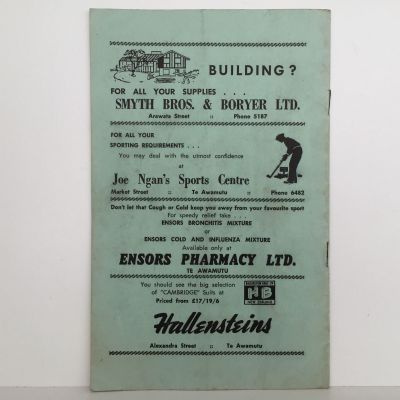 BUILDING?
FOR ALL YOUR SUPPLIES . . .
SMYTH BROS. & BORYER LTD.
Arawata Street :: Phone 5187
FOR ALL YOUR
SPORTING REQUIREMENTS . . .
You may deal with the utmost confidence
at
Joe Ngan's Sports Centre
Market Street :: Te Awamutu :: Phone 6462
Don't let that Cough or Cold keep you away from your favourite sport
For speedy relief take . . .
ENSORS BRONCHITIS MIXTURE
or
ENSORS COLD AND INFLUENZA MIXTURE
Available only at
ENSORS PHARMACY LTD.
TE AWAMUTU
You should see the big selection
of "CAMBRIDGE" Suits at
Priced from £17/19/6
HB
NEW ZEALAND
Hallensteins
Alexandra Street :: Te Awamutu